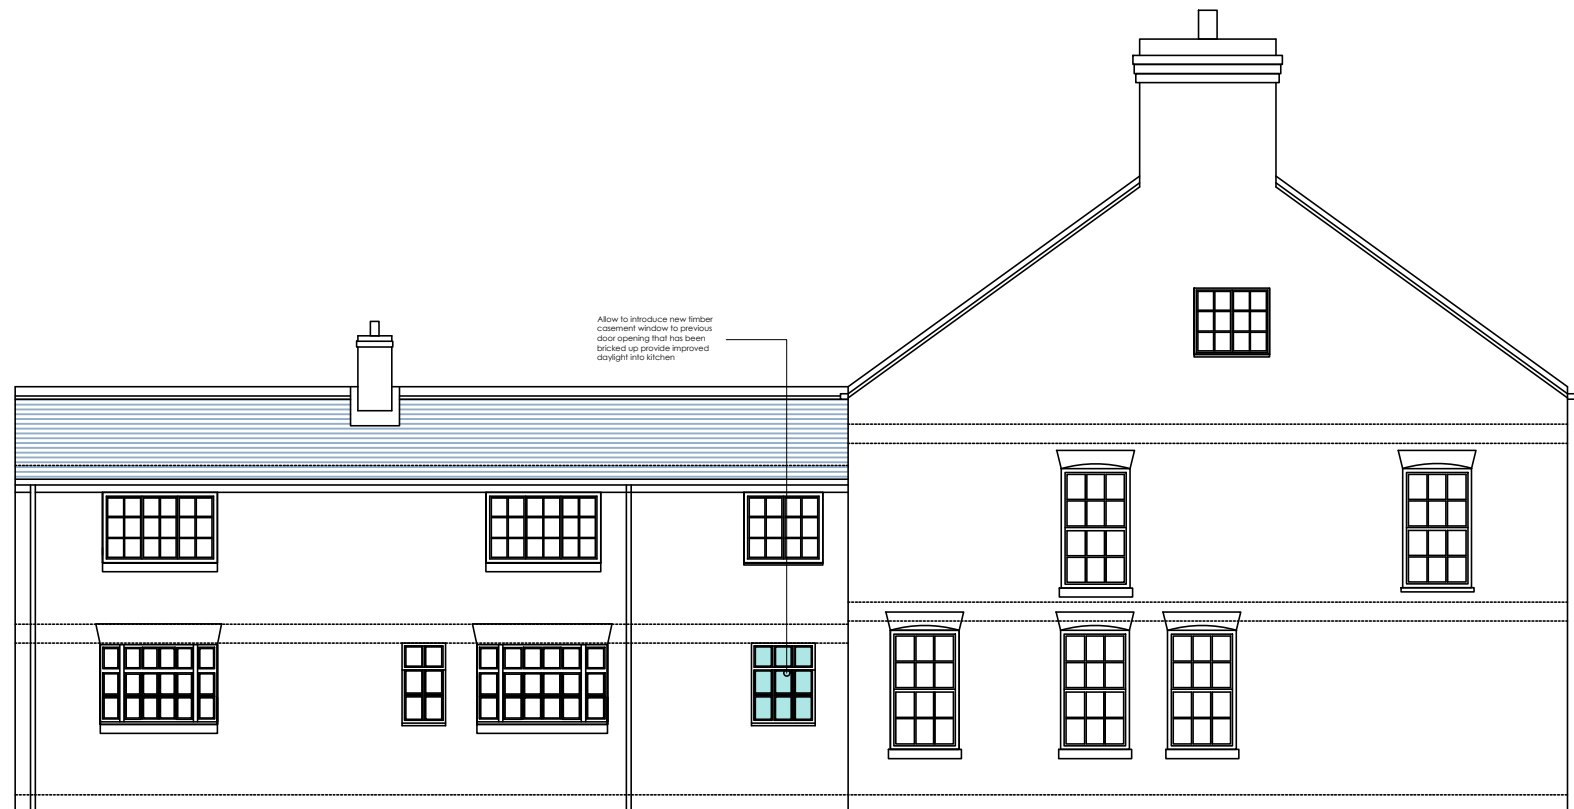 Allow to introduce new timber
casement window to previous
door opening that has been
bricked up provide improved
daylight into kitchen